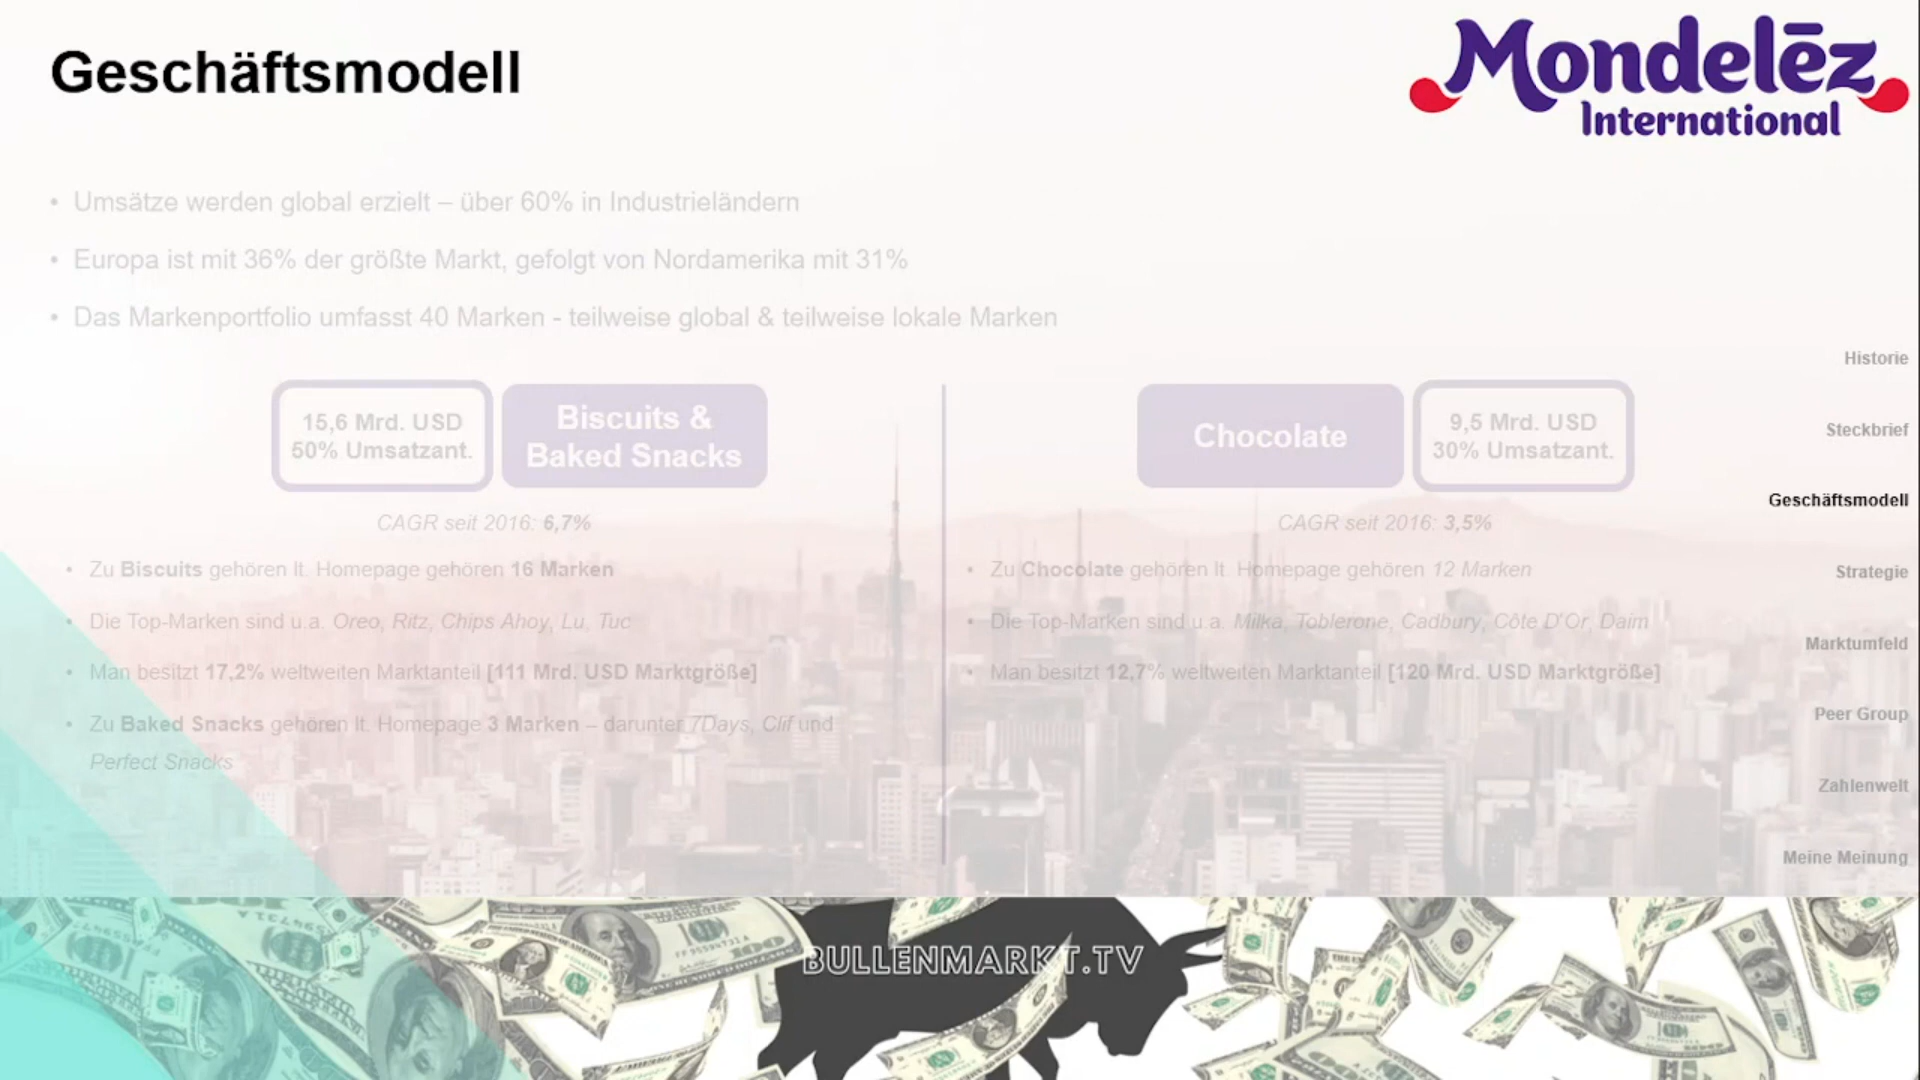 Geschäftsmodell
Mondelēz
International
• Umsätze werden global erzielt – über 60% in Industrieländern
• Europa ist mit 36% der größte Markt, gefolgt von Nordamerika mit 31%
• Das Markenportfolio umfasst 40 Marken - teilweise global & teilweise lokale Marken
15,6 Mrd. USD
50% Umsatzant.
Biscuits &
Baked Snacks
CAGR seit 2016: 6,7%
• Zu Biscuits gehören lt. Homepage gehören 16 Marken
• Die Top-Marken sind u.a. Oreo, Ritz, Chips Ahoy, Lu, Tuc
• Man besitzt 17,2% weltweiten Marktanteil [111 Mrd. USD Marktgröße]
• Zu Baked Snacks gehören lt. Homepage 3 Marken – darunter 7Days, Clif und
Perfect Snacks
Chocolate
9,5 Mrd. USD
30% Umsatzant.
CAGR seit 2016: 3,5%
• Zu Chocolate gehören lt. Homepage gehören 12 Marken
• Die Top-Marken sind u.a. Milka, Toblerone, Cadbury, Côte D'Or, Daim
• Man besitzt 12,7% weltweiten Marktanteil [120 Mrd. USD Marktgröße]
Historie
Steckbrief
Geschäftsmodell
Strategie
Marktumfeld
Peer Group
Zahlenwelt
Meine Meinung
BULLENMARKT.TV